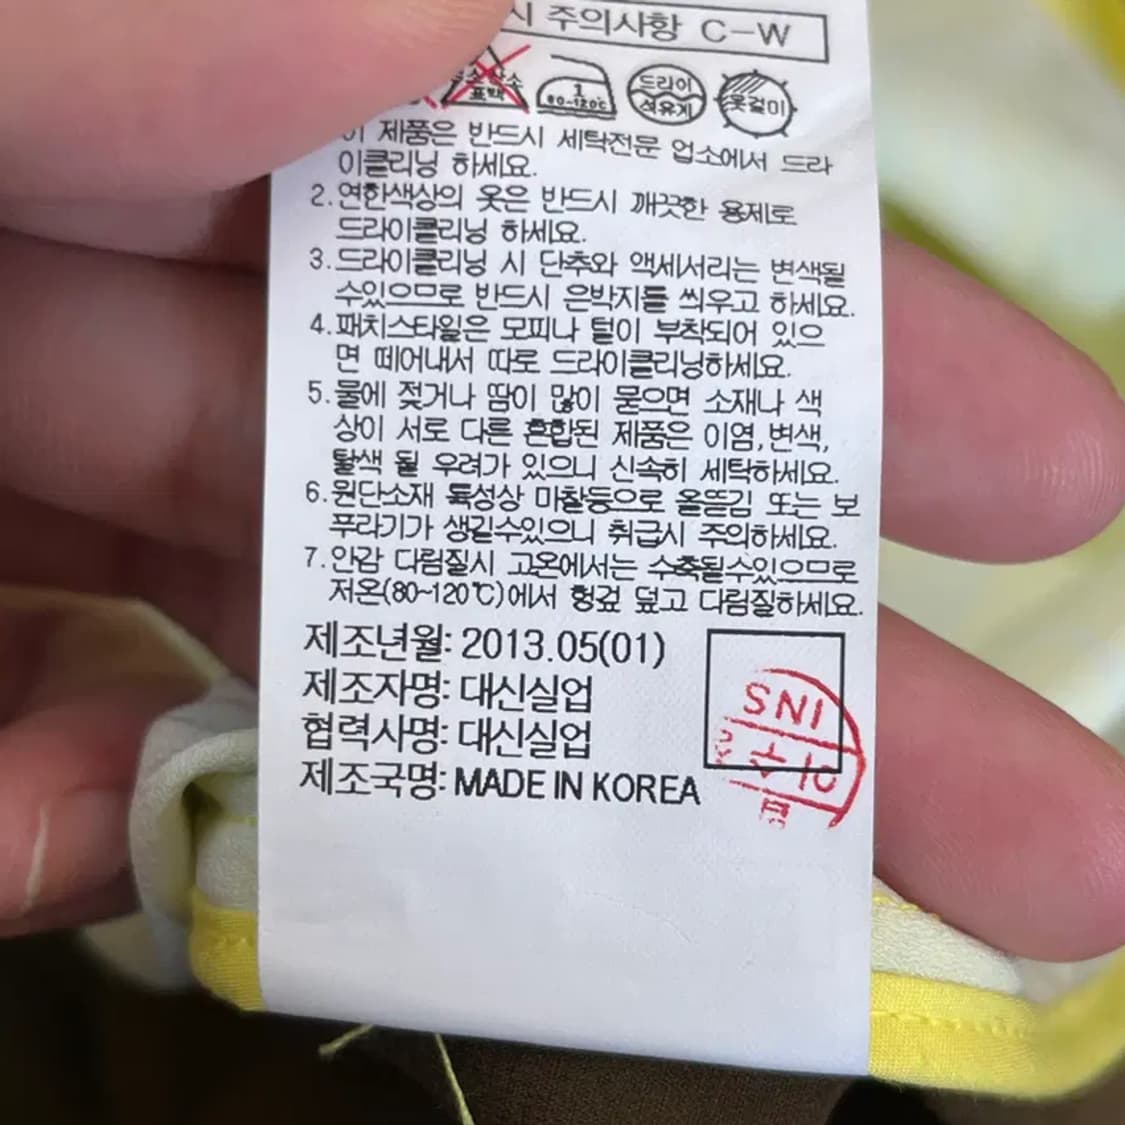 시 주의사항 C-W
염소산소 표백
1
80-120℃
드라이
석유계
옷걸이
이 제품은 반드시 세탁전문 업소에서 드라
이클리닝 하세요.
2. 연한색상의 옷은 반드시 깨끗한 용제로
드라이클리닝 하세요.
3. 드라이클리닝 시 단추와 액세서리는 변색될
수있으므로 반드시 은박지를 씌우고 하세요.
4. 패치스타일은 모피나 털이 부착되어 있으
면 떼어내서 따로 드라이클리닝하세요.
5. 물에 젖거나 땀이 많이 묻으면 소재나 색
상이 서로 다른 혼합된 제품은 이염,변색,
탈색 될 우려가 있으니 신속히 세탁하세요.
6. 원단소재 특성상 마찰등으로 올뜯김 또는 보
푸라기가 생길수있으니 취급시 주의하세요.
7. 안감 다림질시 고온에서는 수축될수있으므로
저온(80~120℃)에서 헝겊 덮고 다림질하세요.
제조년월: 2013.05(01)
제조자명: 대신실업
협력사명: 대신실업
제조국명: MADE IN KOREA
INS